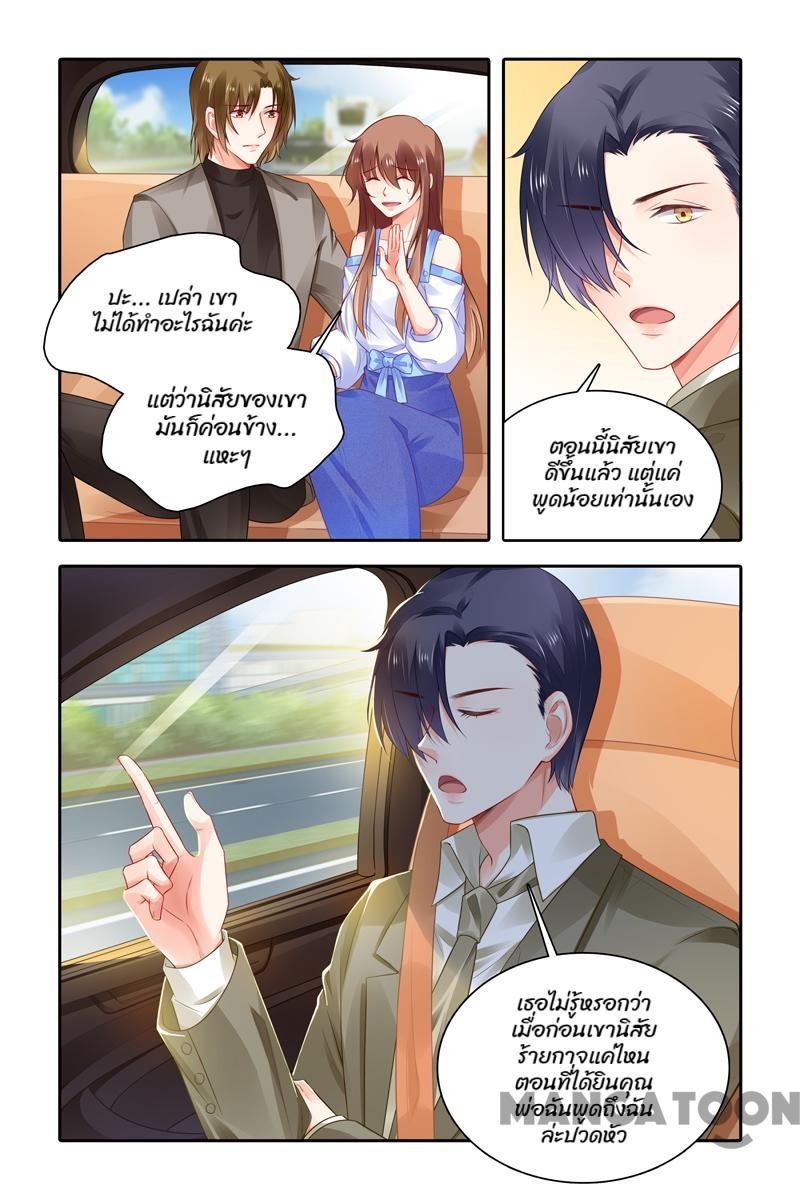 ปะ... เปล่า เขา
ไม่ได้ทำอะไรฉันค่ะ
แต่ว่านิสัยของเขา
มันก็ค่อนข้าง...
แหะๆ
ตอนนี้นิสัยเขา
ดีขึ้นแล้ว แต่แค่
พูดน้อยเท่านั้นเอง
เธอไม่รู้หรอกว่า
เมื่อก่อนเขานิสัย
ร้ายกาจแค่ไหน
ตอนที่ได้ยินคุณ
พ่อฉันพูดถึงฉัน
ล่ะปวดหัว
MANGATOON